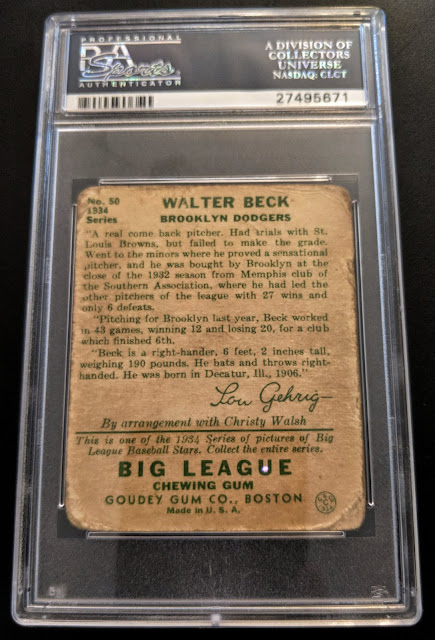 PROFESSIONAL
PSA
Sports
AUTHENTICATOR
A DIVISION OF
COLLECTORS
UNIVERSE
NASDAQ: CLCT
27495671
No. 50
1934
Series
WALTER BECK
BROOKLYN DODGERS
"A real come back pitcher. Had trials with St.
Louis Browns, but failed to make the grade.
Went to the minors where he proved a sensational
pitcher, and he was bought by Brooklyn at the
close of the 1932 season from Memphis club of
the Southern Association, where he had led the
other pitchers of the league with 27 wins and
only 6 defeats.
"Pitching for Brooklyn last year, Beck worked
in 43 games, winning 12 and losing 20, for a club
which finished 6th.
"Beck is a right-hander, 6 feet, 2 inches tall,
weighing 190 pounds. He bats and throws right-
handed. He was born in Decatur, Ill., 1906."
Lou Gehrig
By arrangement with Christy Walsh
This is one of the 1934 Series of pictures of Big
League Baseball Stars. Collect the entire series.
BIG LEAGUE
CHEWING GUM
GOUDEY GUM CO., BOSTON
Made in U. S. A.